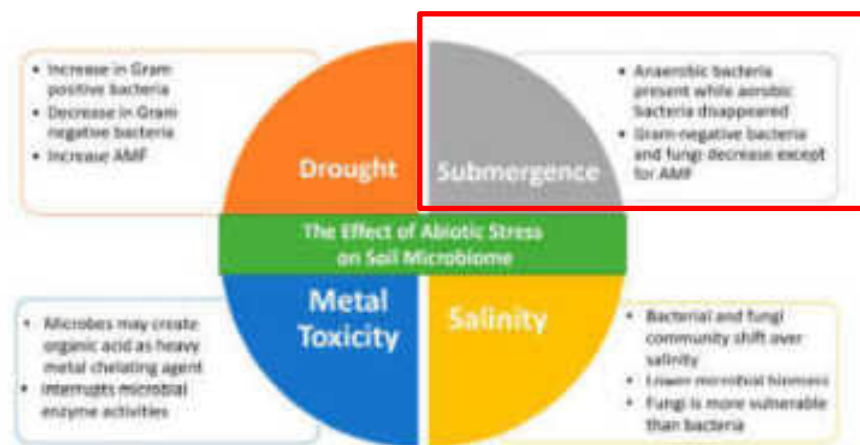 • Increase in Gram
positive bacteria
• Decrease in Gram
negative bacteria
• Increase AMF
Drought
Submergence
• Anaerobic bacteria
present while aerobic
bacteria disappeared
• Gram-negative bacteria
and fungi decrease except
for AMF
The Effect of Abiotic Stress
on Soil Microbiome
Metal
Toxicity
Salinity
• Microbes may create
organic acid as heavy
metal chelating agent
• Interrupts microbial
enzyme activities
• Bacterial and fungi
community shift over
salinity
• Lower microbial biomass
• Fungi is more vulnerable
than bacteria